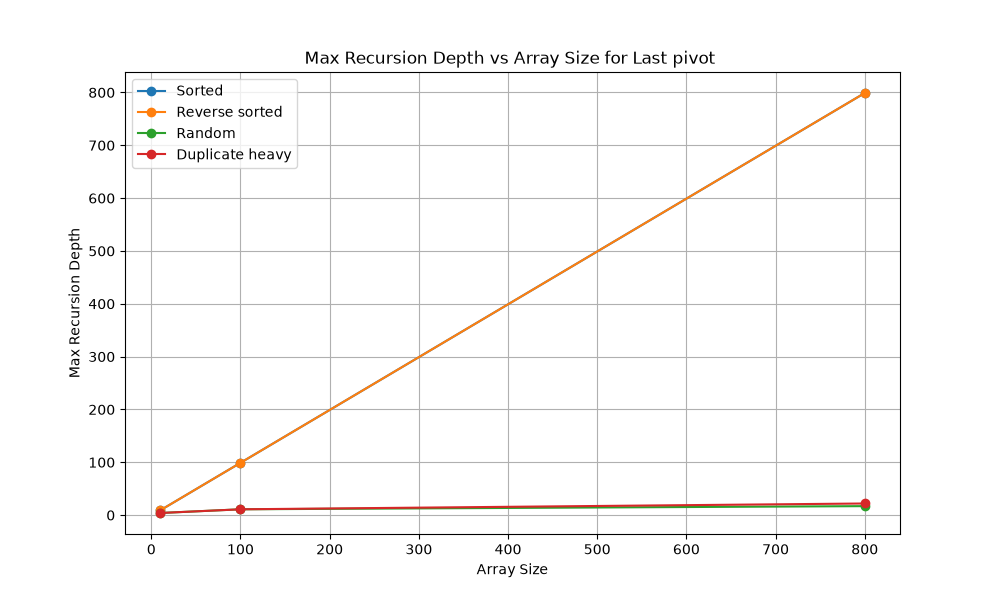 Max Recursion Depth vs Array Size for Last pivot
Sorted
Reverse sorted
Random
Duplicate heavy
800
700
600
500
400
300
200
100
0
Max Recursion Depth
0 100 200 300 400 500 600 700 800
Array Size